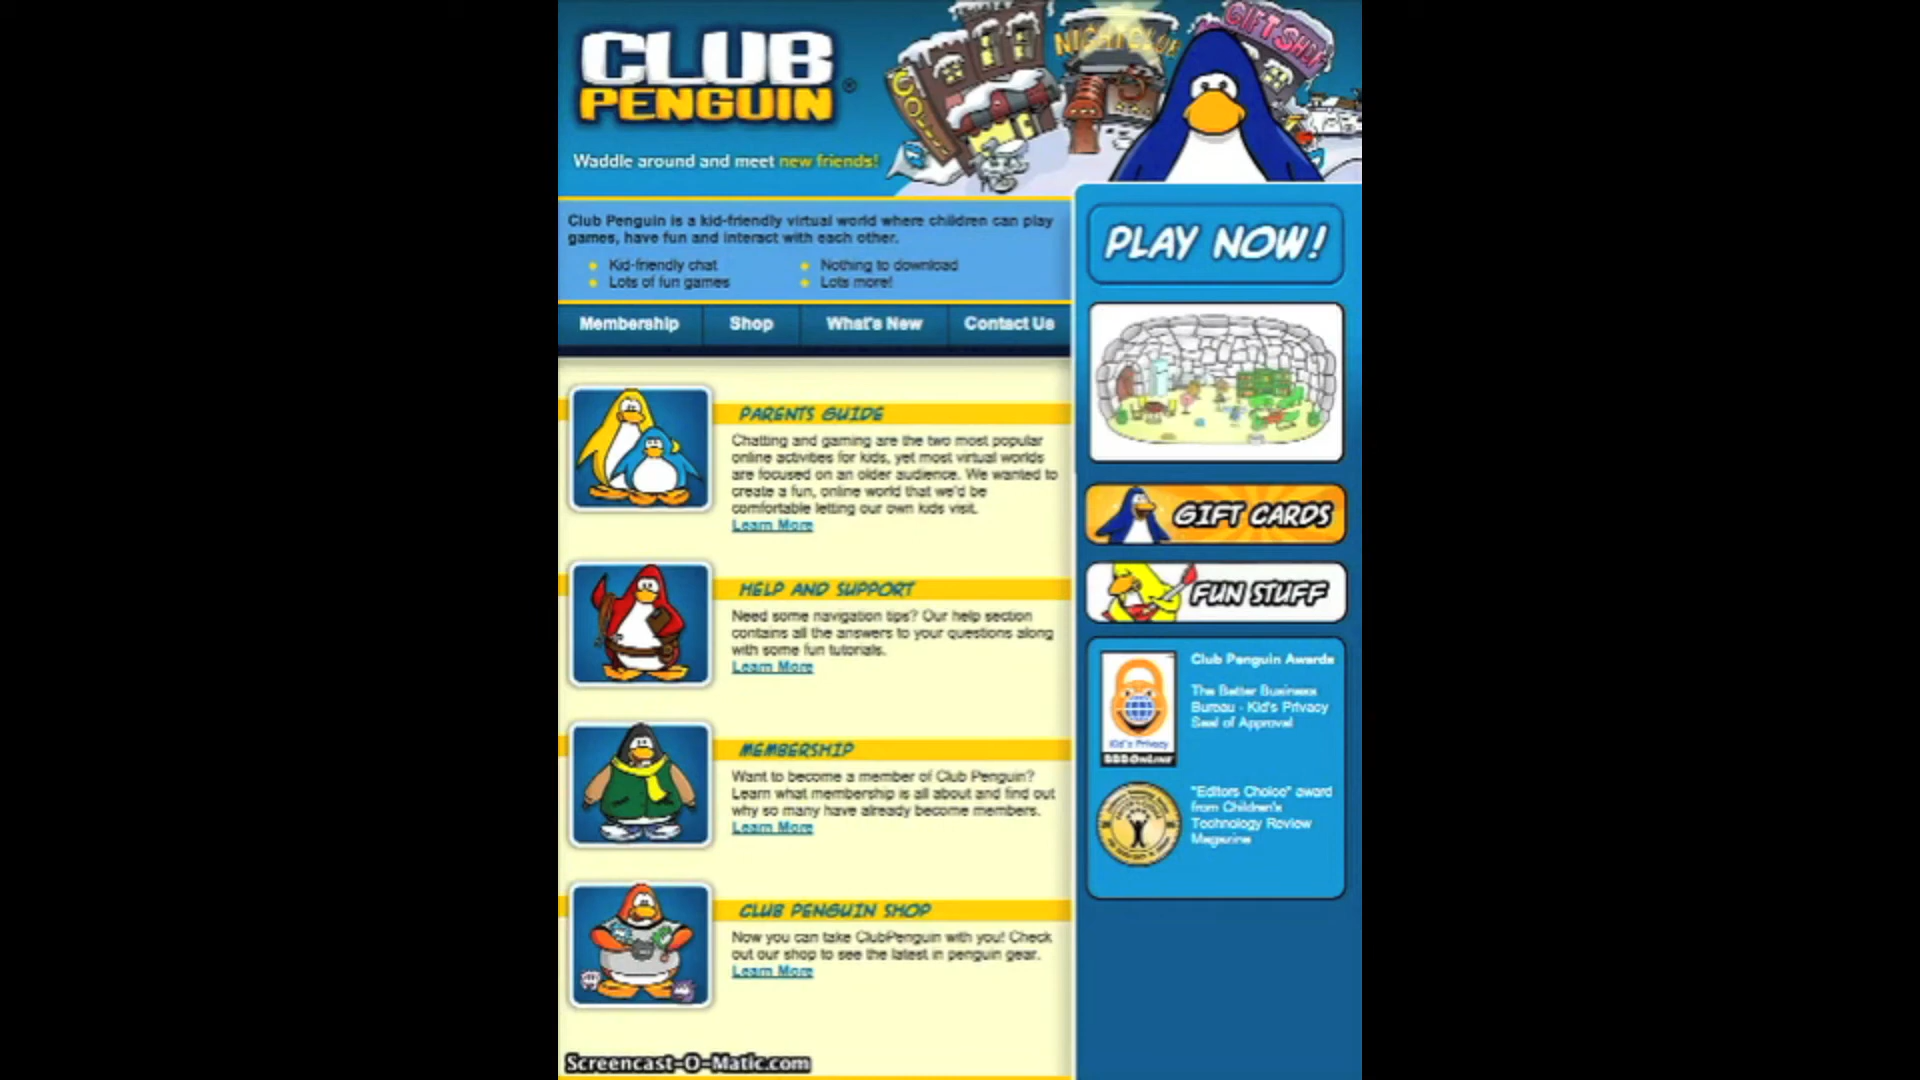 CLUB
PENGUIN
®
COFFEE
NIGHT CLUB
GIFT SHOP
Waddle around and meet new friends!
Club Penguin is a kid-friendly virtual world where children can play
games, have fun and interact with each other.
Kid-friendly chat
Nothing to download
Lots of fun games
Lots more!
Membership
Shop
What's New
Contact Us
PLAY NOW!
PARENTS GUIDE
Chatting and gaming are the two most popular
online activities for kids, yet most virtual worlds
are focused on an older audience. We wanted to
create a fun, online world that we'd be
comfortable letting our own kids visit.
Learn More
HELP AND SUPPORT
Need some navigation tips? Our help section
contains all the answers to your questions along
with some fun tutorials.
Learn More
MEMBERSHIP
Want to become a member of Club Penguin?
Learn what membership is all about and find out
why so many have already become members.
Learn More
CLUB PENGUIN SHOP
Now you can take ClubPenguin with you! Check
out our shop to see the latest in penguin gear.
Learn More
GIFT CARDS
FUN STUFF
Club Penguin Awards
The Better Business
Bureau - Kid's Privacy
Seal of Approval
Kid's Privacy
BBBOnLine
"Editors Choice" award
from Children's
Technology Review
Magazine
Screencast-O-Matic.com